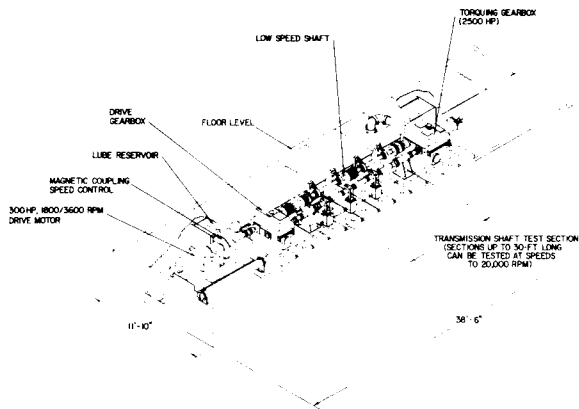 TORQUING GEARBOX
(2500 HP)
LOW SPEED SHAFT
DRIVE
GEARBOX
FLOOR LEVEL
LUBE RESERVOIR
MAGNETIC COUPLING
SPEED CONTROL
300 HP, 1800/3600 RPM
DRIVE MOTOR
TRANSMISSION SHAFT TEST SECTION
(SECTIONS UP TO 30-FT LONG
CAN BE TESTED AT SPEEDS
TO 20,000 RPM)
11'-10"
38'-6"